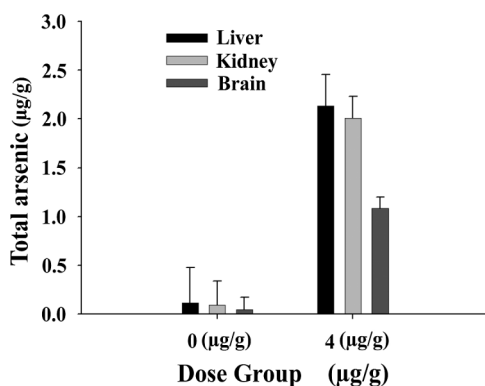 3.0
2.5
2.0
1.5
1.0
0.5
0.0
Total arsenic (μg/g)
Liver
Kidney
Brain
0 (μg/g) 4 (μg/g)
Dose Group (μg/g)